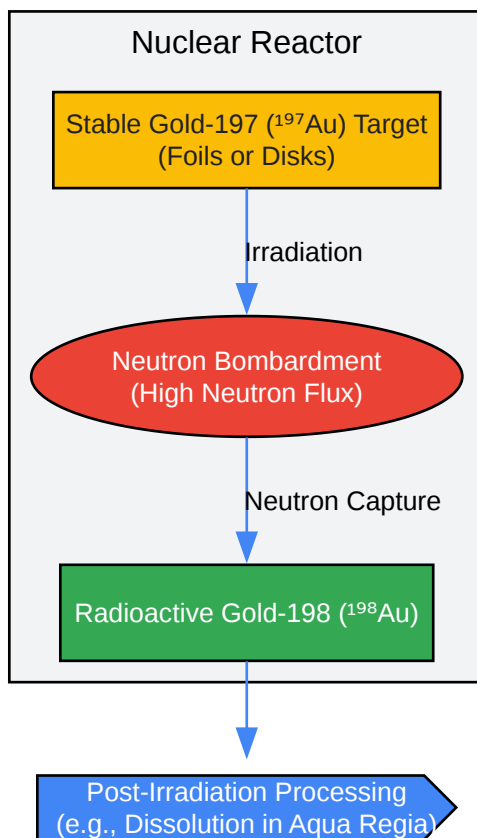 Nuclear Reactor
Stable Gold-197 (¹⁹⁷Au) Target
(Foils or Disks)
Irradiation
Neutron Bombardment
(High Neutron Flux)
Neutron Capture
Radioactive Gold-198 (¹⁹⁸Au)
Post-Irradiation Processing
(e.g., Dissolution in Aqua Regia)